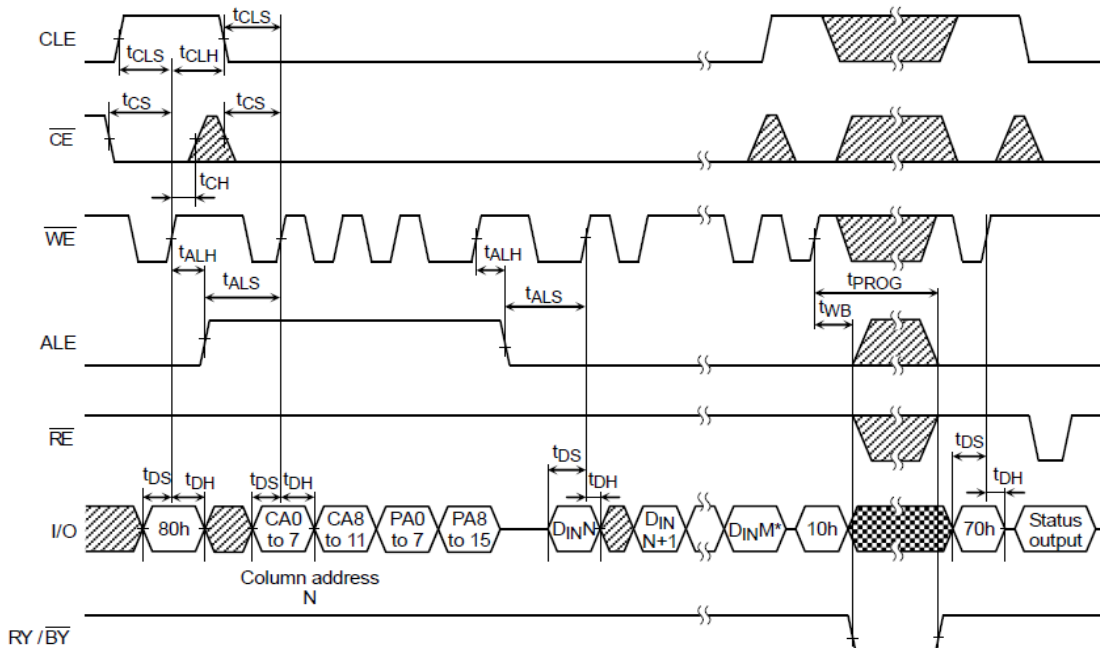 tCLS
CLE
tCLS tCLH
tCS tCS
CE
tCH
WE
tALH tALH
tPROG
tALS tALS
tWB
ALE
RE
tDS tDS
tDS tDH tDS tDH tDH tDH
I/O 80h CA0 to 7 CA8 to 11 PA0 to 7 PA8 to 15 DINN DIN N+1 DINM* 10h 70h Status output
Column address
N
RY / BY